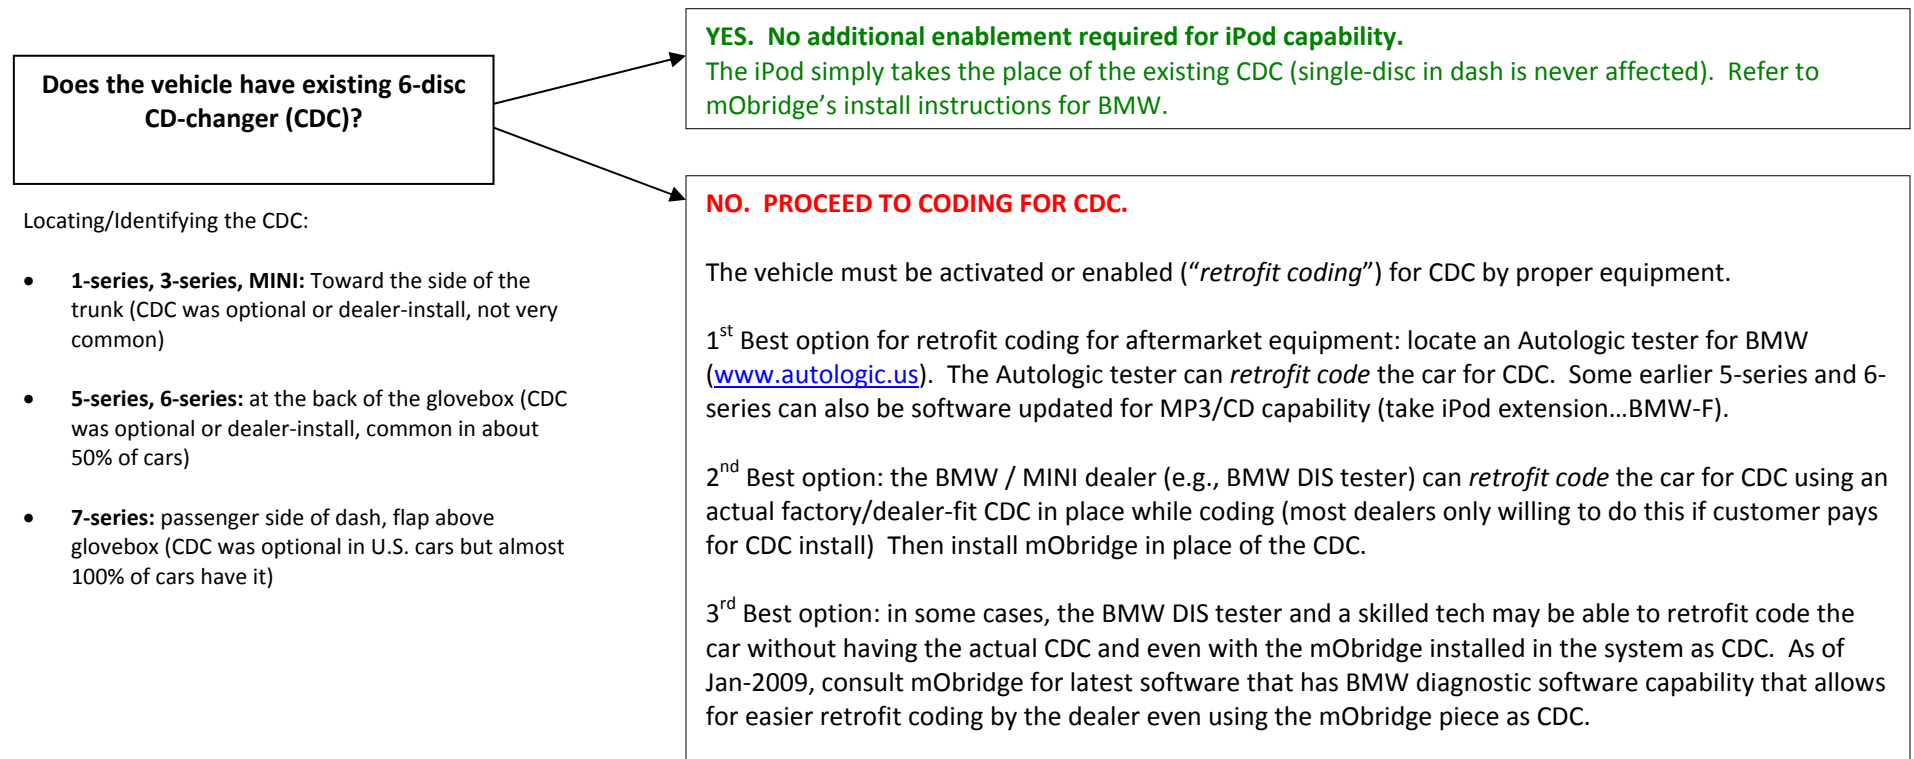 Does the vehicle have existing 6-disc
CD-changer (CDC)?
Locating/Identifying the CDC:
• 1-series, 3-series, MINI: Toward the side of the
trunk (CDC was optional or dealer-install, not very
common)
• 5-series, 6-series: at the back of the glovebox (CDC
was optional or dealer-install, common in about
50% of cars)
• 7-series: passenger side of dash, flap above
glovebox (CDC was optional in U.S. cars but almost
100% of cars have it)
YES. No additional enablement required for iPod capability.
The iPod simply takes the place of the existing CDC (single-disc in dash is never affected). Refer to
mObridge’s install instructions for BMW.
NO. PROCEED TO CODING FOR CDC.
The vehicle must be activated or enabled (“retrofit coding”) for CDC by proper equipment.
1st Best option for retrofit coding for aftermarket equipment: locate an Autologic tester for BMW
(www.autologic.us). The Autologic tester can retrofit code the car for CDC. Some earlier 5-series and 6-
series can also be software updated for MP3/CD capability (take iPod extension…BMW-F).
2nd Best option: the BMW / MINI dealer (e.g., BMW DIS tester) can retrofit code the car for CDC using an
actual factory/dealer-fit CDC in place while coding (most dealers only willing to do this if customer pays
for CDC install) Then install mObridge in place of the CDC.
3rd Best option: in some cases, the BMW DIS tester and a skilled tech may be able to retrofit code the
car without having the actual CDC and even with the mObridge installed in the system as CDC. As of
Jan-2009, consult mObridge for latest software that has BMW diagnostic software capability that allows
for easier retrofit coding by the dealer even using the mObridge piece as CDC.